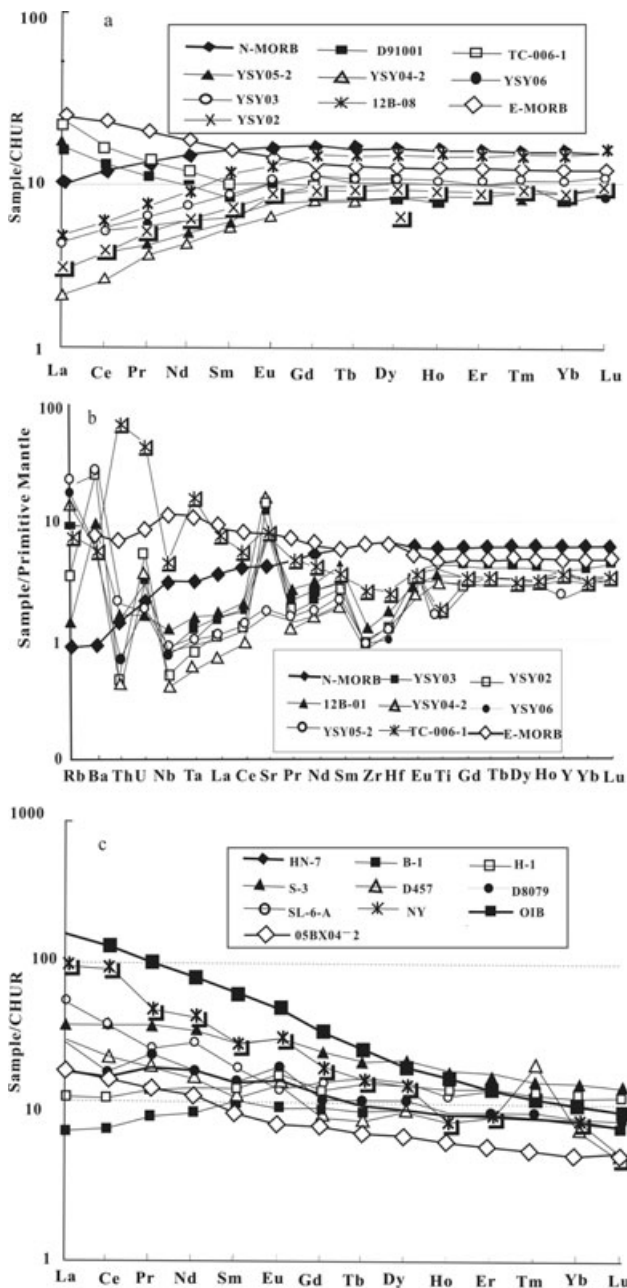 a
100
10
1
Sample/CHUR
N-MORB D91001 TC-006-1
YSY05-2 YSY04-2 YSY06
YSY03 12B-08 E-MORB
YSY02
La Ce Pr Nd Sm Eu Gd Tb Dy Ho Er Tm Yb Lu
b
100
10
1
0
Sample/Primitive Mantle
N-MORB YSY03 YSY02
12B-01 YSY04-2 YSY06
YSY05-2 TC-006-1 E-MORB
Rb Ba Th U Nb Ta La Ce Sr Pr Nd Sm Zr Hf Eu Ti Gd Tb Dy Ho Y Yb Lu
c
1000
100
10
1
Sample/CHUR
HN-7 B-1 H-1
S-3 D457 D8079
SL-6-A NY OIB
05BX04-2
La Ce Pr Nd Sm Eu Gd Tb Dy Ho Er Tm Yb Lu